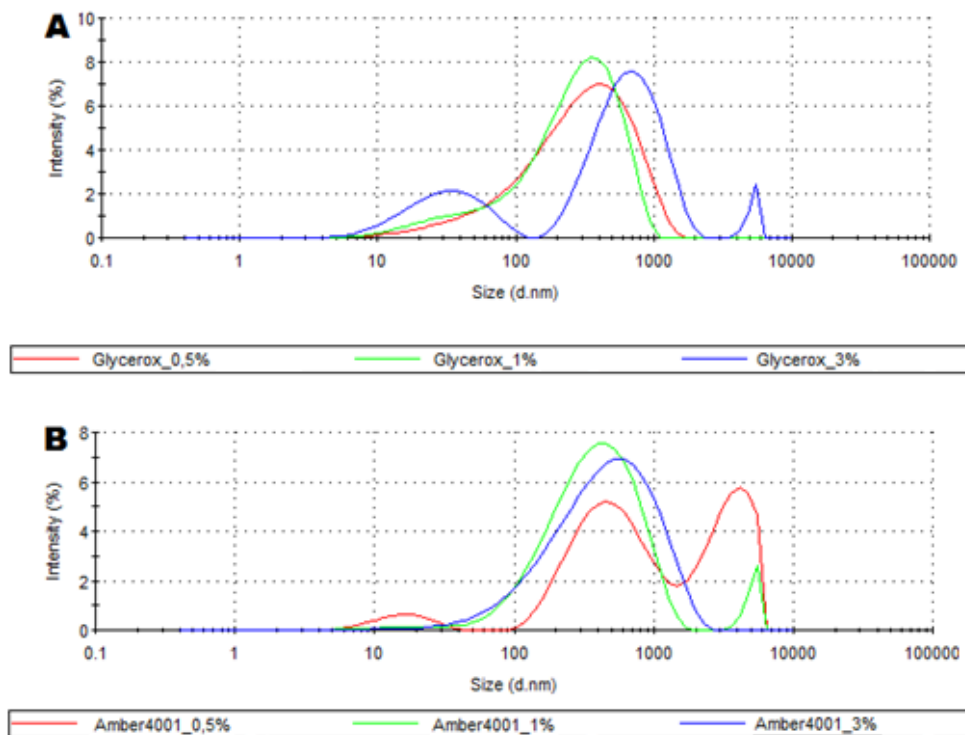 A
10
8
6
4
2
0
Intensity (%)
0.1 1 10 100 1000 10000 100000
Size (d.nm)
Glycerox_0,5% Glycerox_1% Glycerox_3%
B
8
6
4
2
0
Intensity (%)
0.1 1 10 100 1000 10000 100000
Size (d.nm)
Amber4001_0,5% Amber4001_1% Amber4001_3%